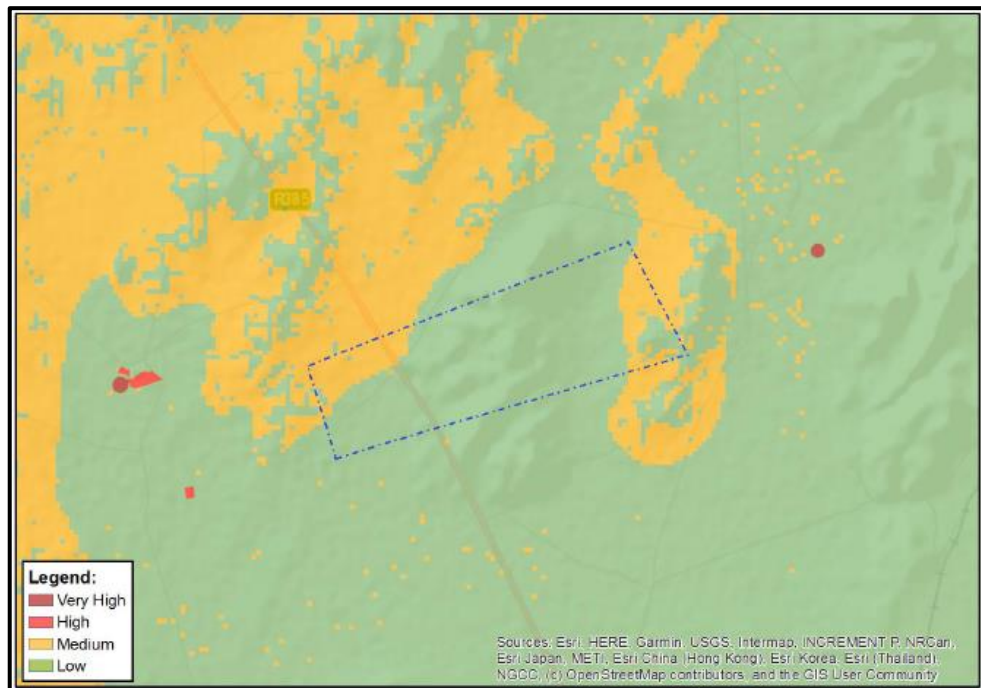 R385
Legend:
Very High
High
Medium
Low
Sources: Esri, HERE, Garmin, USGS, Intermap, INCREMENT P, NRCan,
Esri Japan, METI, Esri China (Hong Kong), Esri Korea, Esri (Thailand),
NGCC, (c) OpenStreetMap contributors, and the GIS User Community